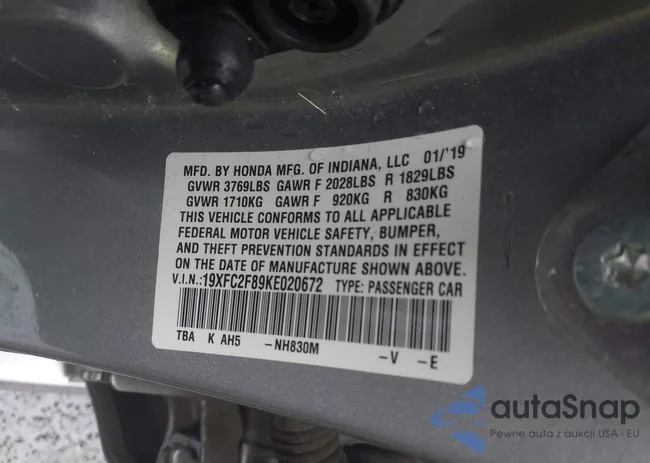 MFD. BY HONDA MFG. OF INDIANA, LLC 01/'19
GVWR 3769LBS GAWR F 2028LBS R 1829LBS
GVWR 1710KG GAWR F 920KG R 830KG
THIS VEHICLE CONFORMS TO ALL APPLICABLE
FEDERAL MOTOR VEHICLE SAFETY, BUMPER,
AND THEFT PREVENTION STANDARDS IN EFFECT
ON THE DATE OF MANUFACTURE SHOWN ABOVE.
V.I.N.:19XFC2F89KE020672 TYPE: PASSENGER CAR
TBA K AH5 -NH830M -V -E
autaSnap
Pewne auta z aukcji USA i EU